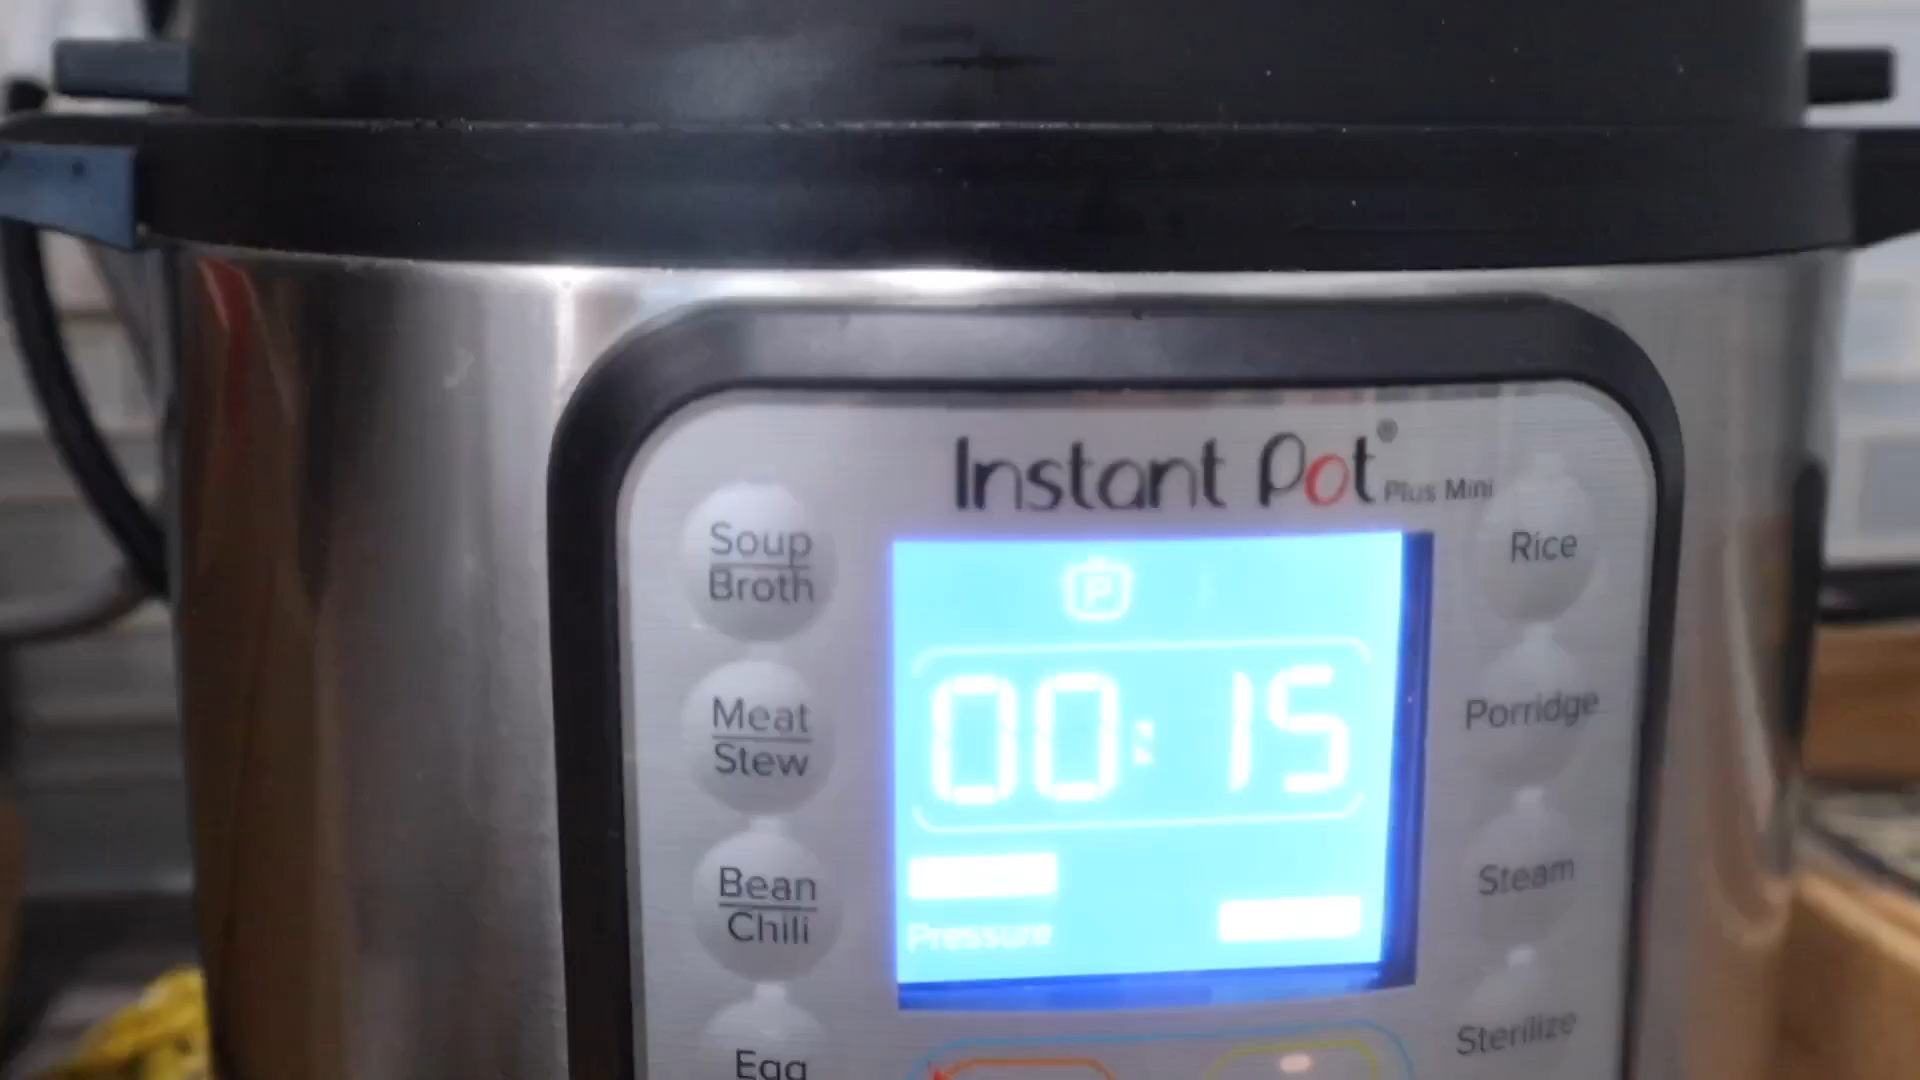 Instant Pot® Plus Mini
Soup
Broth
Meat
Stew
Bean
Chili
Egg
P
00:15
Pressure
Rice
Porridge
Steam
Sterilize